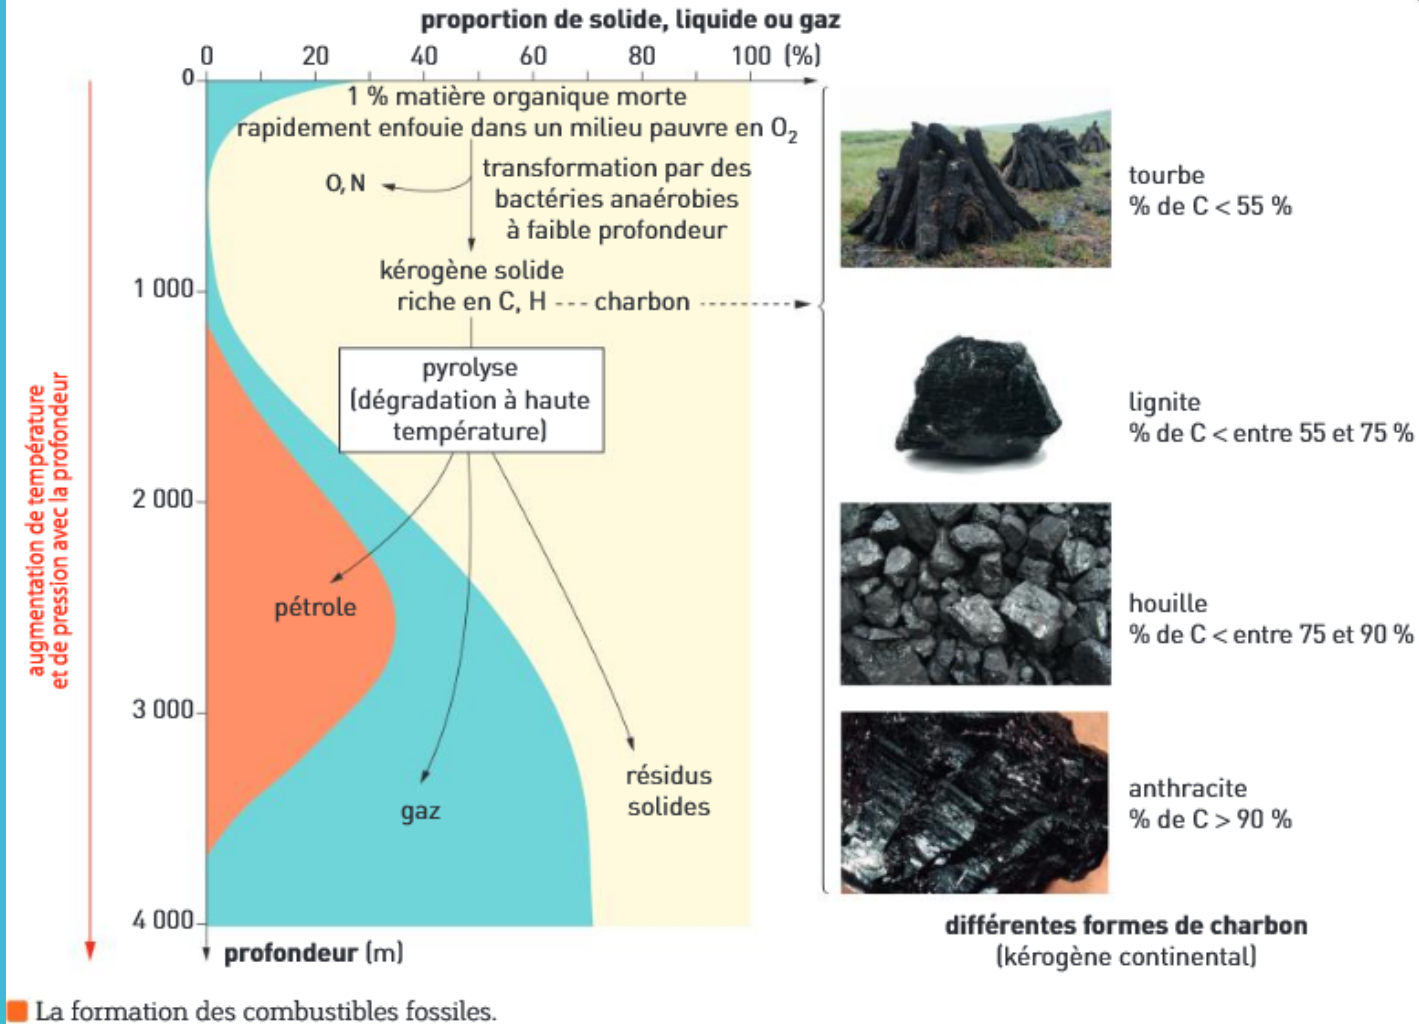 proportion de solide, liquide ou gaz
0 20 40 60 80 100 (%)
0
1 % matière organique morte
rapidement enfouie dans un milieu pauvre en O₂
O, N
transformation par des
bactéries anaérobies
à faible profondeur
kérogène solide
riche en C, H --- charbon
1 000
pyrolyse
(dégradation à haute
température)
2 000
pétrole
3 000
gaz
résidus
solides
4 000
profondeur (m)
augmentation de température
et de pression avec la profondeur
tourbe
% de C < 55 %
lignite
% de C < entre 55 et 75 %
houille
% de C < entre 75 et 90 %
anthracite
% de C > 90 %
différentes formes de charbon
(kérogène continental)
La formation des combustibles fossiles.